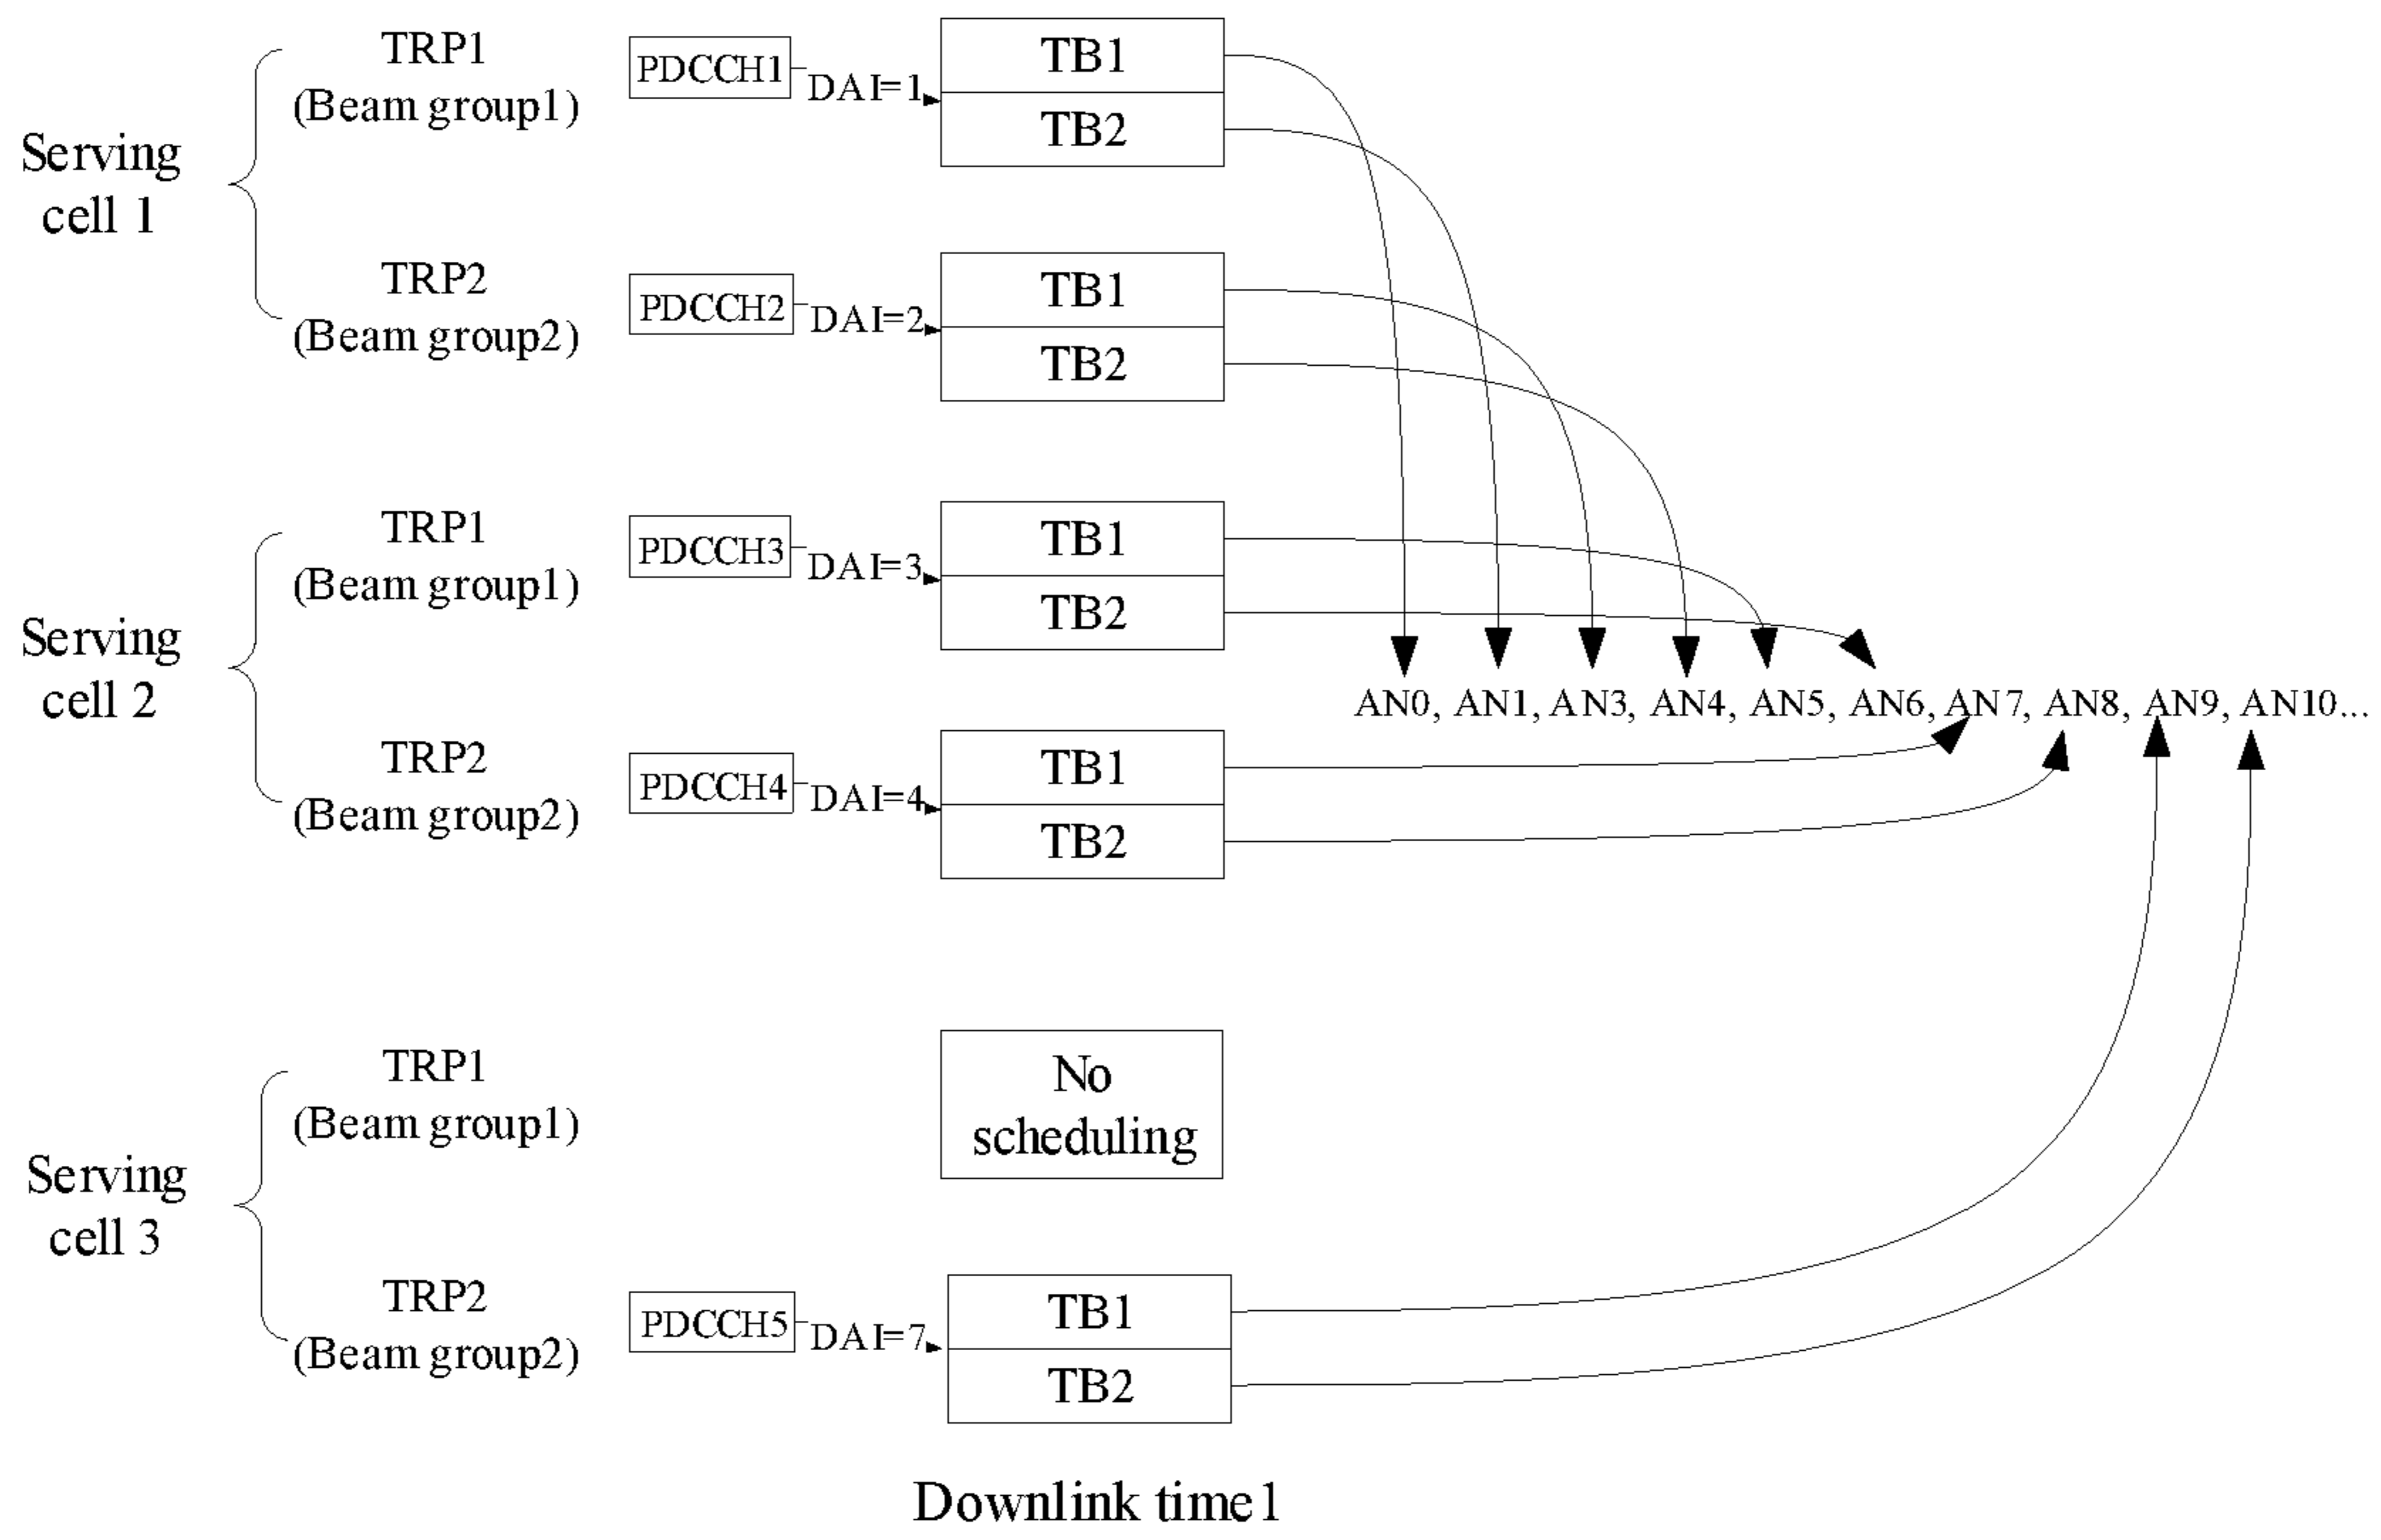 Serving
cell 1
TRP1
(Beam group1)
PDCCH1
DAI=1
TB1
TB2
TRP2
(Beam group2)
PDCCH2
DAI=2
TB1
TB2
Serving
cell 2
TRP1
(Beam group1)
PDCCH3
DAI=3
TB1
TB2
AN0, AN1, AN3, AN4, AN5, AN6, AN7, AN8, AN9, AN10...
TRP2
(Beam group2)
PDCCH4
DAI=4
TB1
TB2
Serving
cell 3
TRP1
(Beam group1)
No
scheduling
TRP2
(Beam group2)
PDCCH5
DAI=7
TB1
TB2
Downlink time1